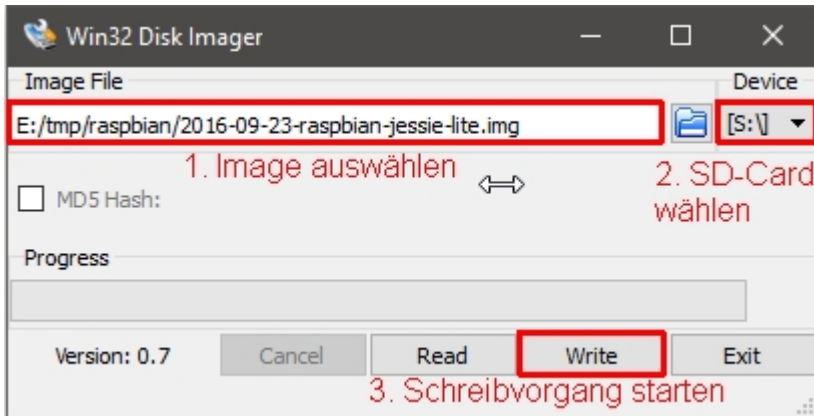 Win32 Disk Imager
Image File
Device
E:/tmp/raspbian/2016-09-23-raspbian-jessie-lite.img
[S:\]
1. Image auswählen
2. SD-Card
wählen
MD5 Hash:
Progress
Version: 0.7
Cancel
Read
Write
Exit
3. Schreibvorgang starten